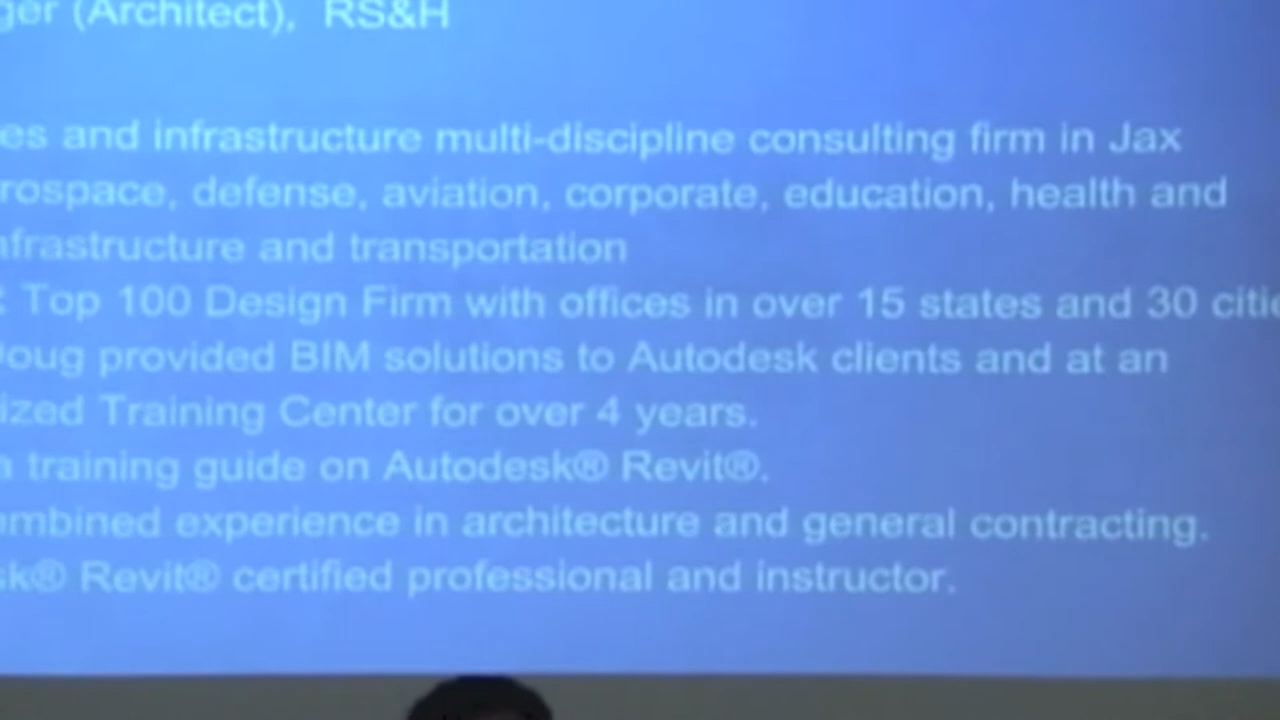 ger (Architect), RS&H
es and infrastructure multi-discipline consulting firm in Jax
rospace, defense, aviation, corporate, education, health and
nfrastructure and transportation
Top 100 Design Firm with offices in over 15 states and 30 citie
Doug provided BIM solutions to Autodesk clients and at an
ized Training Center for over 4 years.
a training guide on Autodesk® Revit®.
ombined experience in architecture and general contracting.
sk® Revit® certified professional and instructor.